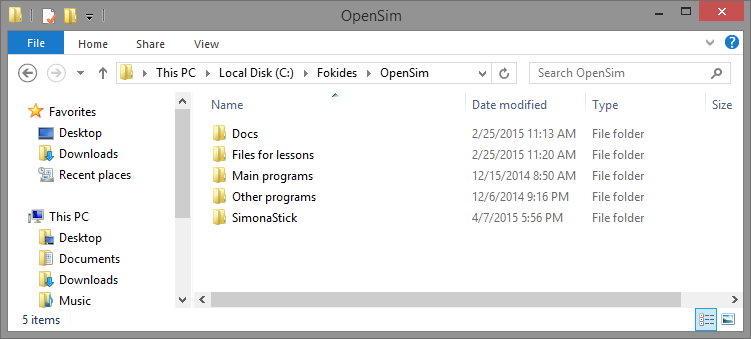 OpenSim
File Home Share View
This PC Local Disk (C:) Fokides OpenSim Search OpenSim
Name Date modified Type Size
Favorites
Desktop
Downloads
Recent places
This PC
Desktop
Documents
Downloads
Music
Docs 2/25/2015 11:13 AM File folder
Files for lessons 2/25/2015 11:20 AM File folder
Main programs 12/15/2014 8:50 AM File folder
Other programs 12/6/2014 9:16 PM File folder
SimonaStick 4/7/2015 5:56 PM File folder
5 items